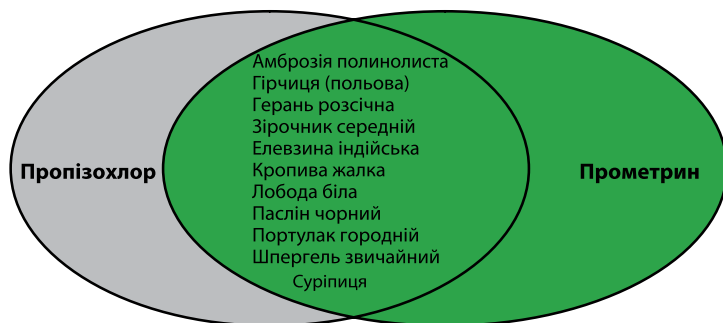 Амброзія полинолиста
Гірчиця (польова)
Герань розсічна
Зірочник середній
Елевзина індійська
Кропива жалка
Лобода біла
Паслін чорний
Портулак городній
Шпергель звичайний
Суріпиця
Пропізохлор
Прометрин